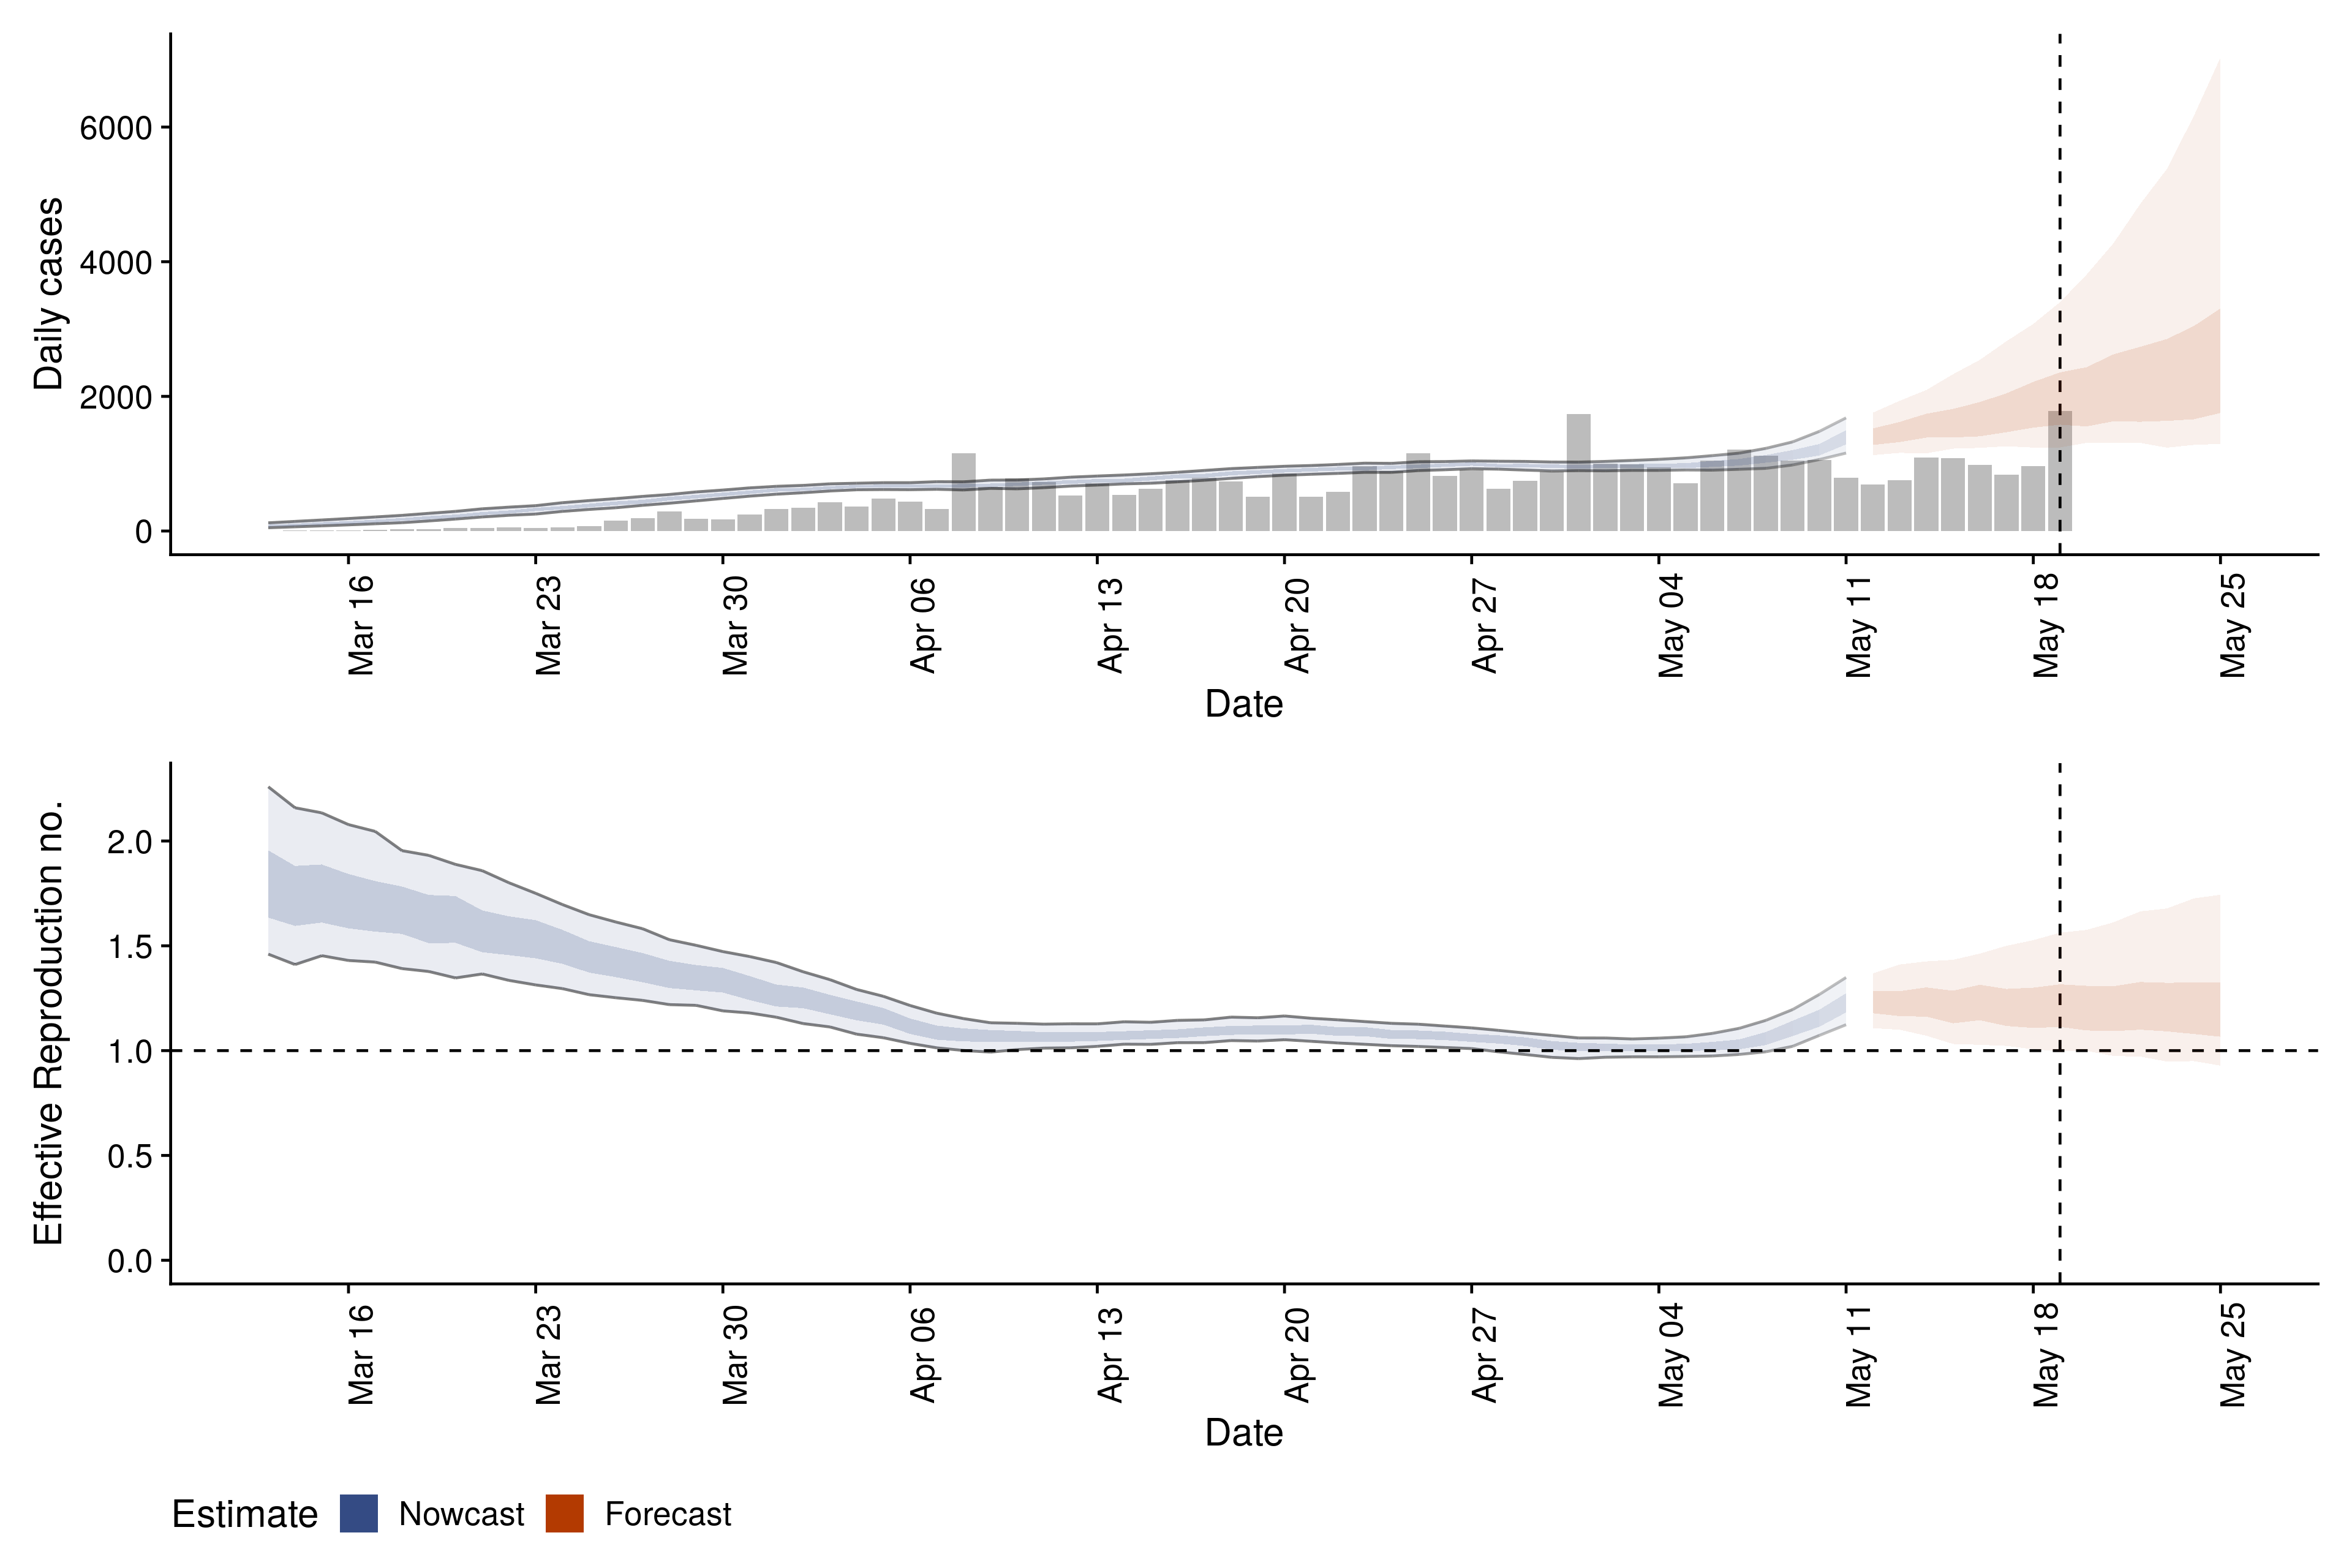 Daily cases
6000
4000
2000
0
Mar 16
Mar 23
Mar 30
Apr 06
Apr 13
Apr 20
Apr 27
May 04
May 11
May 18
May 25
Date
Effective Reproduction no.
2.0
1.5
1.0
0.5
0.0
Mar 16
Mar 23
Mar 30
Apr 06
Apr 13
Apr 20
Apr 27
May 04
May 11
May 18
May 25
Date
Estimate Nowcast Forecast